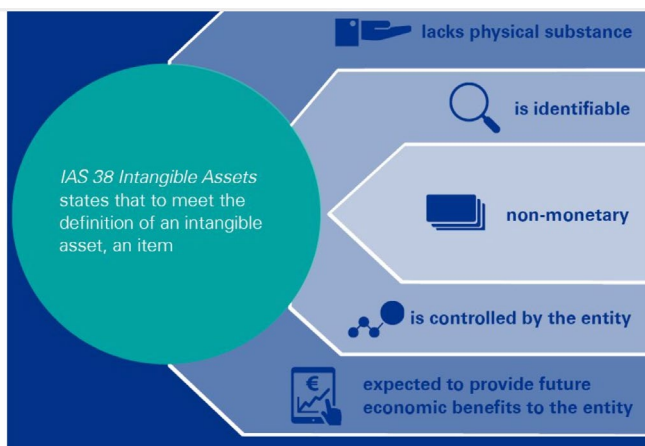 IAS 38 Intangible Assets
states that to meet the
definition of an intangible
asset, an item
lacks physical substance
is identifiable
non-monetary
is controlled by the entity
€
expected to provide future
economic benefits to the entity